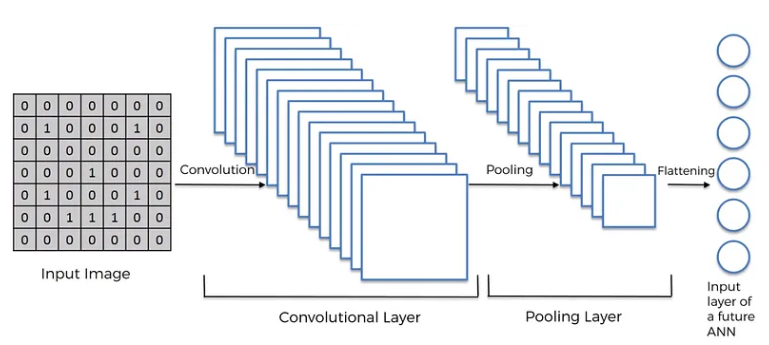 0 0 0 0 0 0 0
0 1 0 0 0 1 0
0 0 0 0 0 0 0
0 0 0 1 0 0 0
0 1 0 0 0 1 0
0 0 1 1 1 0 0
0 0 0 0 0 0 0
Input Image
Convolution
Convolutional Layer
Pooling
Pooling Layer
Flattening
Input
layer of
a future
ANN